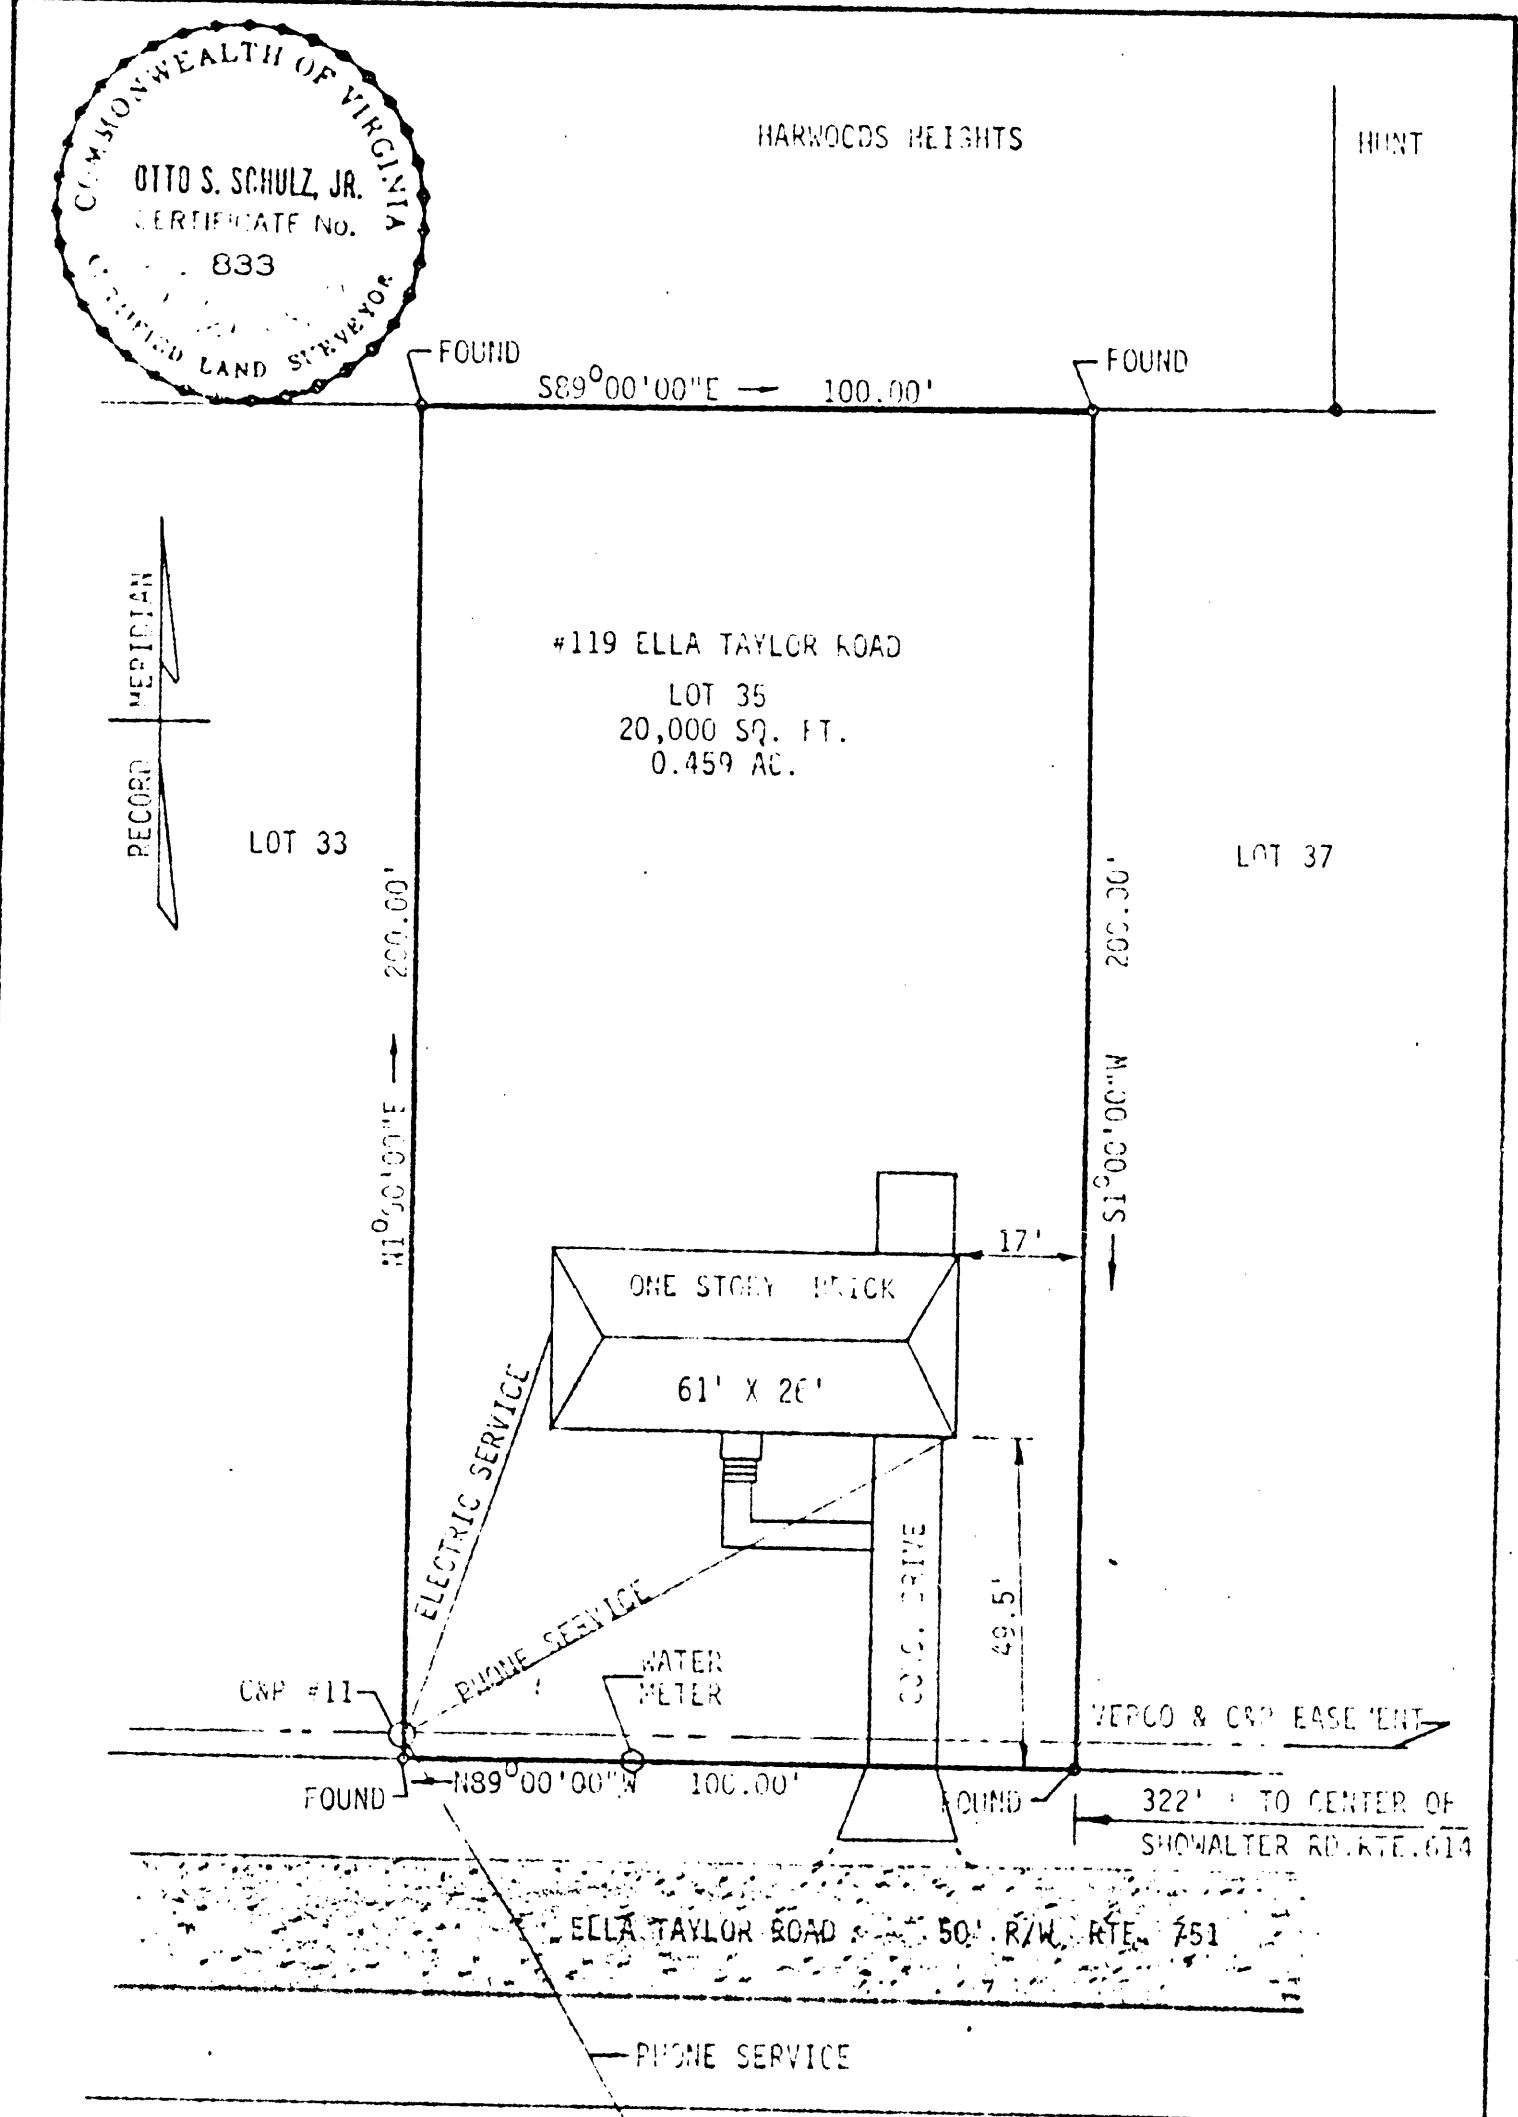 COMMONWEALTH OF VIRGINIA
OTTO S. SCHULZ, JR.
CERTIFICATE No.
833
CERTIFIED LAND SURVEYOR
HARWOODS HEIGHTS
HUNT
FOUND
FOUND
S89°00'00"E 100.00'
RECORD MERIDIAN
#119 ELLA TAYLOR ROAD
LOT 35
20,000 SQ. FT.
0.459 AC.
LOT 33
LOT 37
N1°00'00"E 200.00'
S1°00'00"W 200.00'
17'
ONE STORY BRICK
61' X 26'
ELECTRIC SERVICE
PHONE SERVICE
WATER
METER
CONC. DRIVE
49.5'
C&P #11
VEPCO & C&P EASEMENT
FOUND
N89°00'00"W 100.00'
FOUND
322' ± TO CENTER OF
SHOWALTER RD.RTE.614
ELLA TAYLOR ROAD 50' R/W RTE. 751
PHONE SERVICE